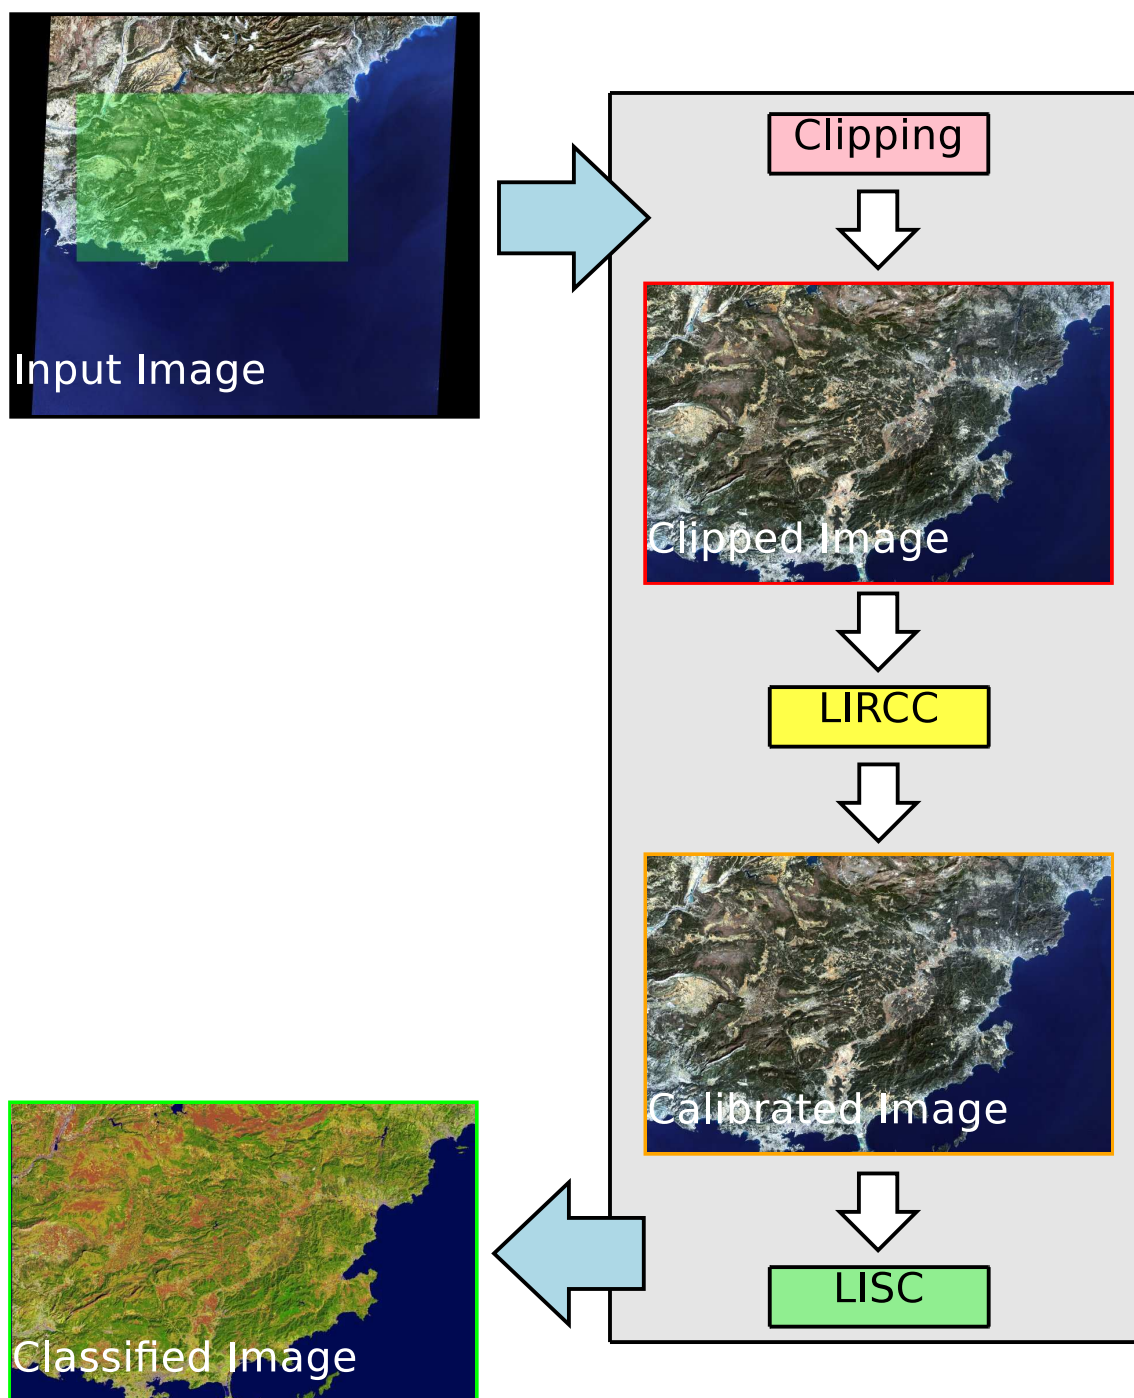 Input Image
Clipping
Clipped Image
LIRCC
Calibrated Image
LISC
Classified Image